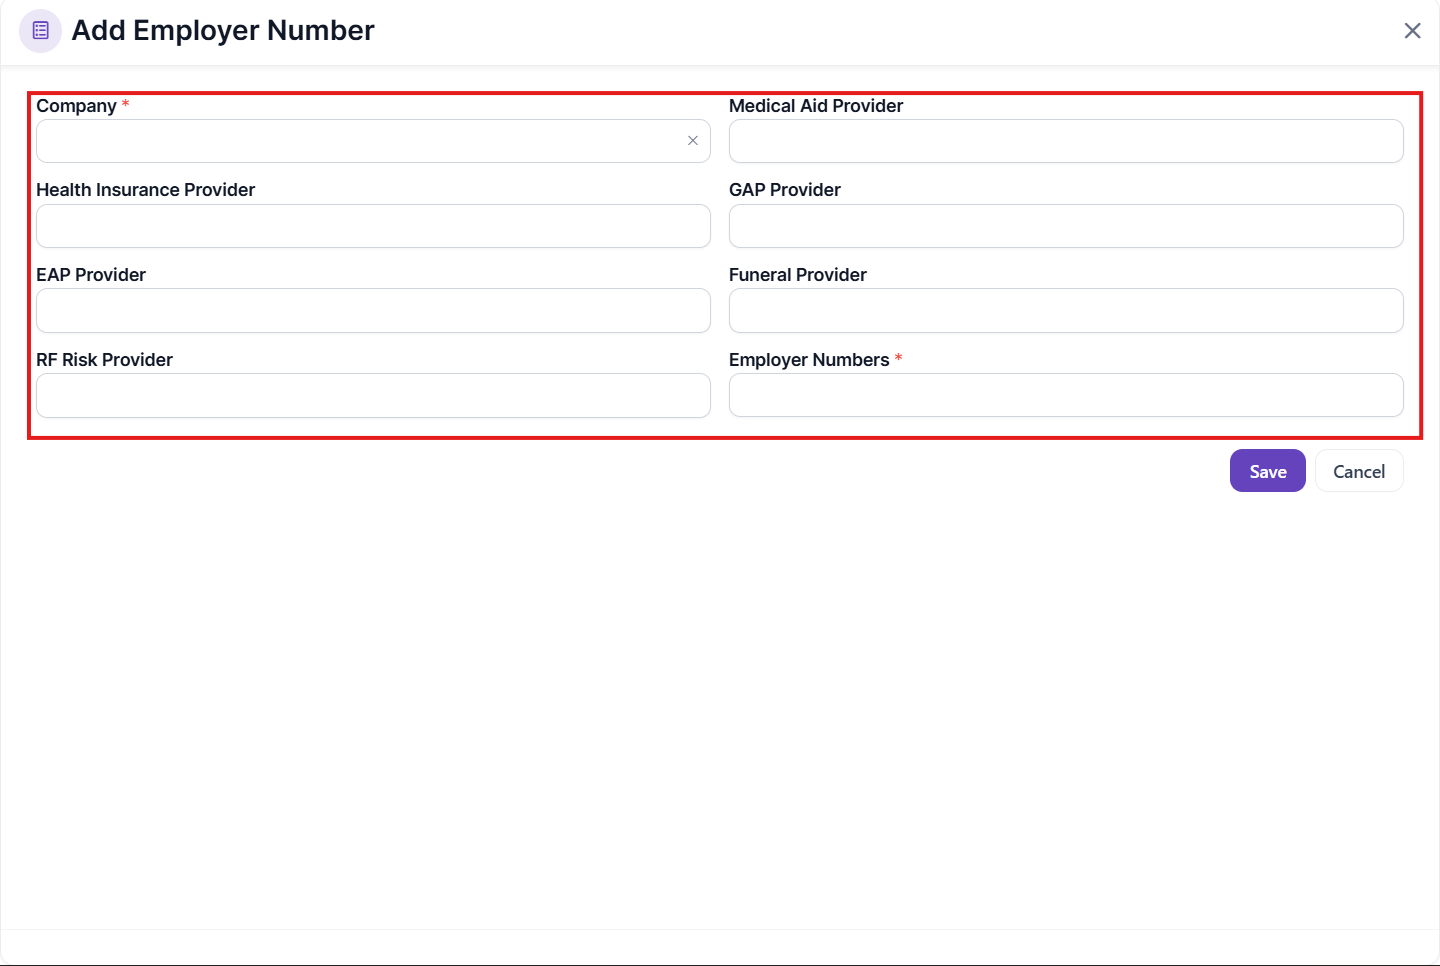 Add Employer Number
Company *
Medical Aid Provider
Health Insurance Provider
GAP Provider
EAP Provider
Funeral Provider
RF Risk Provider
Employer Numbers *
Save
Cancel